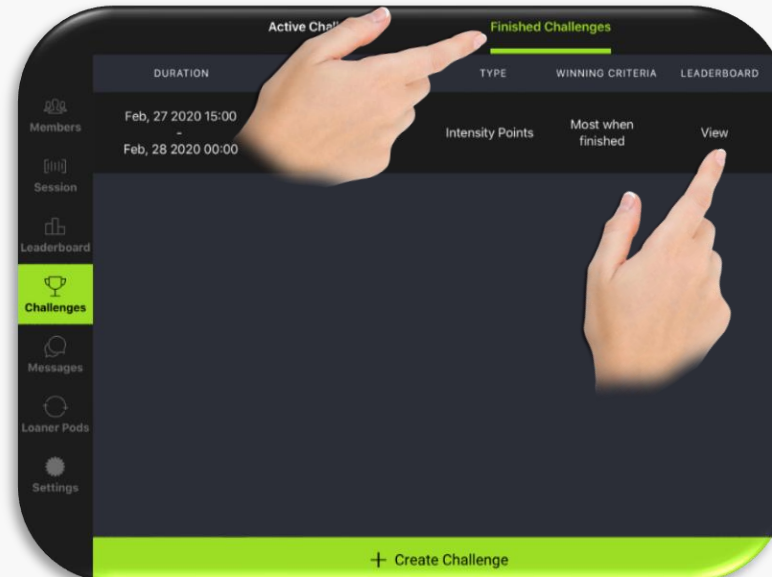 Finished Challenges
DURATION TYPE WINNING CRITERIA LEADERBOARD
Feb, 27 2020 15:00
-
Feb, 28 2020 00:00
Intensity Points
Most when
finished
View
Members
Session
Leaderboard
Challenges
Messages
Loaner Pods
Settings
+ Create Challenge
Active